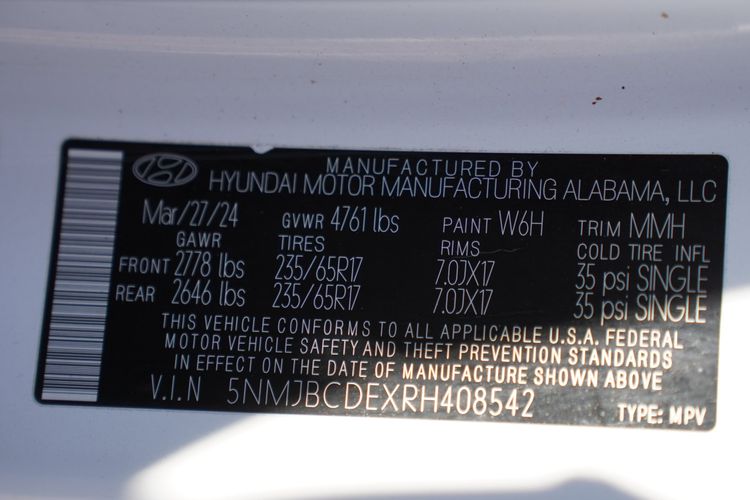 MANUFACTURED BY
HYUNDAI MOTOR MANUFACTURING ALABAMA, LLC
Mar/27/24 GVWR 4761 lbs PAINT W6H TRIM MMH
GAWR TIRES RIMS COLD TIRE INFL
FRONT 2778 lbs 235/65R17 7.0JX17 35 psi SINGLE
REAR 2646 lbs 235/65R17 7.0JX17 35 psi SINGLE
THIS VEHICLE CONFORMS TO ALL APPLICABLE U.S.A. FEDERAL
MOTOR VEHICLE SAFETY AND THEFT PREVENTION STANDARDS
IN EFFECT ON THE DATE OF MANUFACTURE SHOWN ABOVE
V.I.N 5NMJBCDEXRH408542 TYPE: MPV